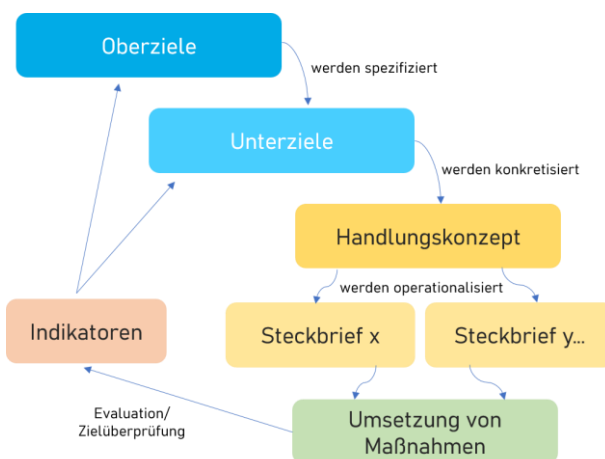 Oberziele
werden spezifiziert
Unterziele
werden konkretisiert
Handlungskonzept
werden operationalisiert
Indikatoren
Steckbrief x
Steckbrief y...
Evaluation/
Zielüberprüfung
Umsetzung von
Maßnahmen